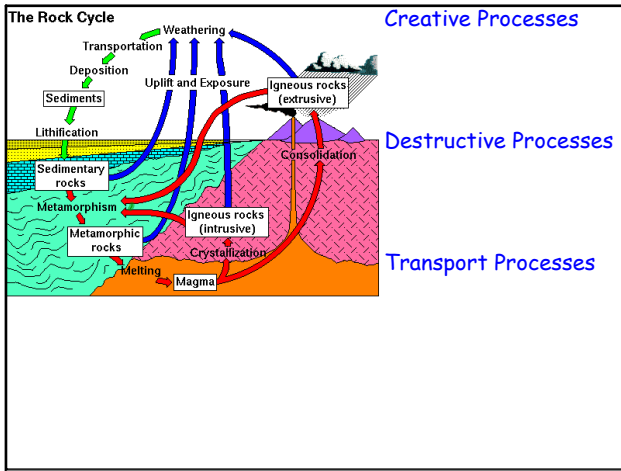 The Rock Cycle
Creative Processes
Weathering
Transportation
Deposition
Uplift and Exposure
Sediments
Igneous rocks
(extrusive)
Lithification
Destructive Processes
Consolidation
Sedimentary
rocks
Metamorphism
Igneous rocks
(intrusive)
Metamorphic
rocks
Crystallization
Transport Processes
Melting
Magma